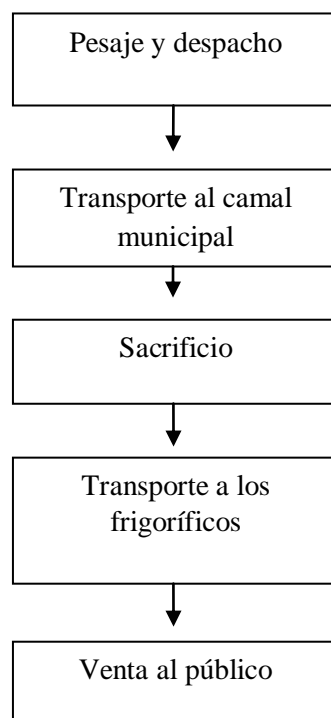 Pesaje y despacho
Transporte al camal
municipal
Sacrificio
Transporte a los
frigoríficos
Venta al público